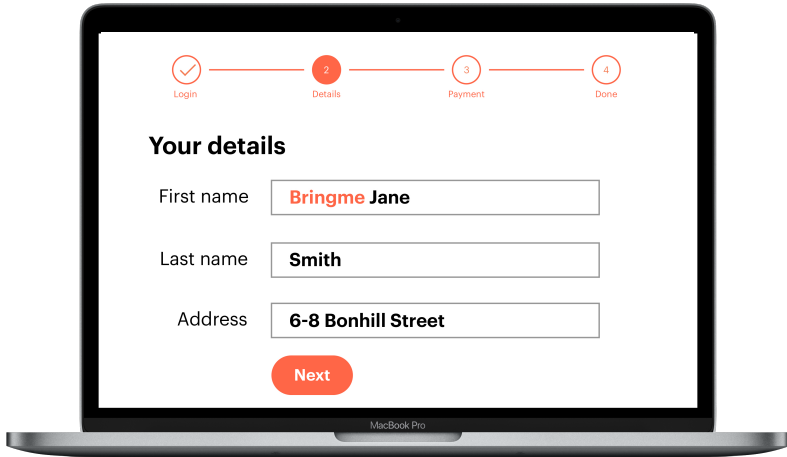 2 3 4
Login Details Payment Done
Your details
First name Bringme Jane
Last name Smith
Address 6-8 Bonhill Street
Next
MacBook Pro